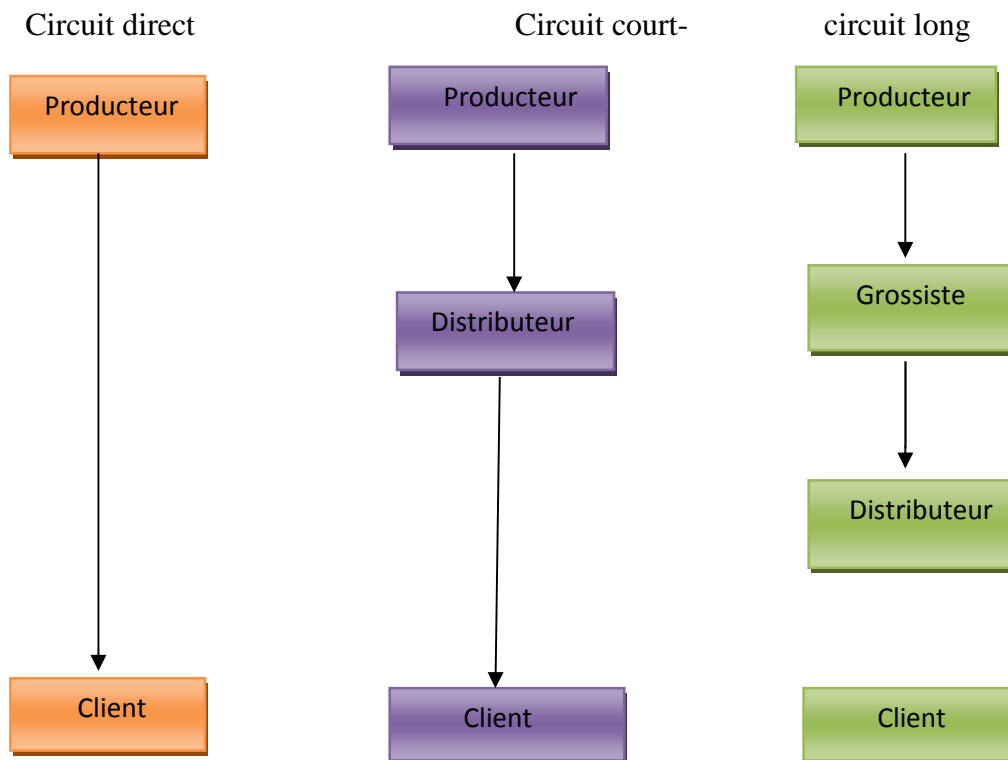 Circuit direct
Circuit court-
circuit long
Producteur
Producteur
Producteur
Grossiste
Distributeur
Distributeur
Client
Client
Client